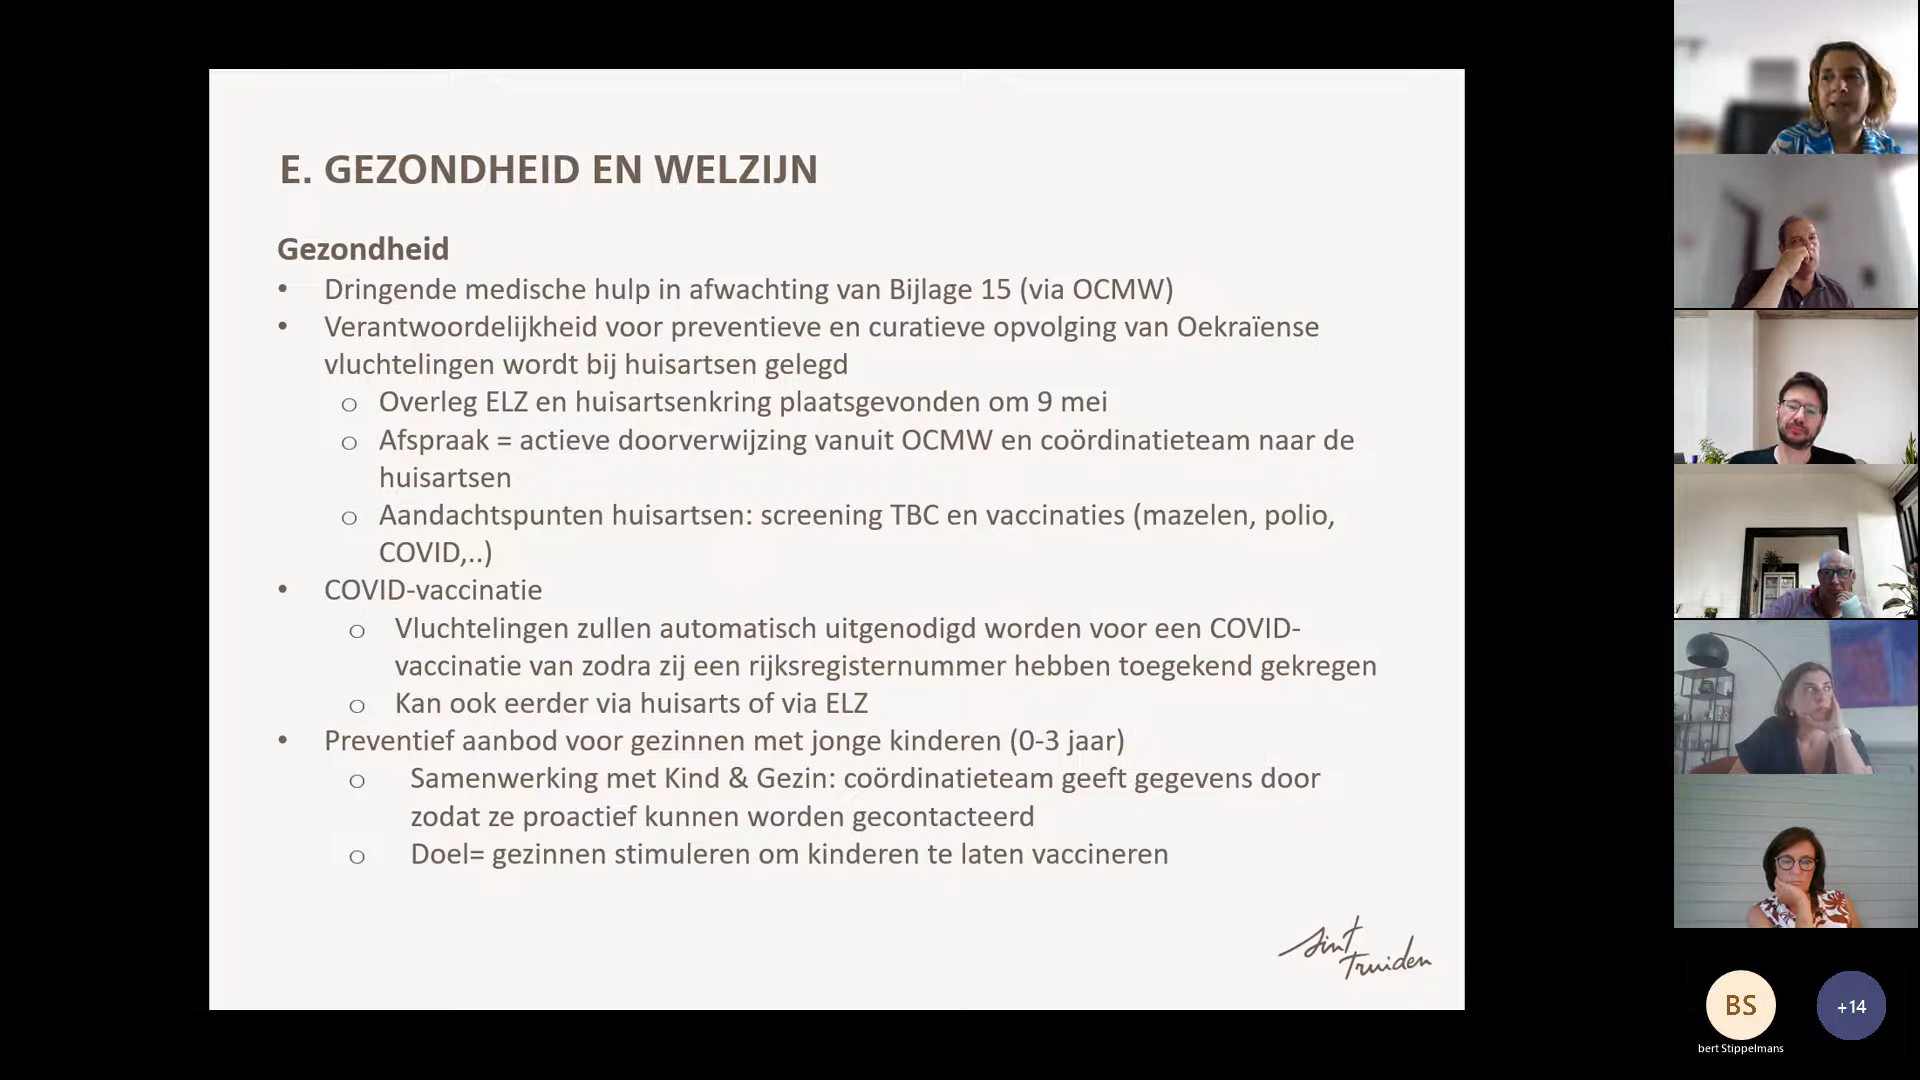 E. GEZONDHEID EN WELZIJN
Gezondheid
• Dringende medische hulp in afwachting van Bijlage 15 (via OCMW)
• Verantwoordelijkheid voor preventieve en curatieve opvolging van Oekraïense
vluchtelingen wordt bij huisartsen gelegd
o Overleg ELZ en huisartsenkring plaatsgevonden om 9 mei
o Afspraak = actieve doorverwijzing vanuit OCMW en coördinatieteam naar de
huisartsen
o Aandachtspunten huisartsen: screening TBC en vaccinaties (mazelen, polio,
COVID,..)
• COVID-vaccinatie
o Vluchtelingen zullen automatisch uitgenodigd worden voor een COVID-
vaccinatie van zodra zij een rijksregisternummer hebben toegekend gekregen
o Kan ook eerder via huisarts of via ELZ
• Preventief aanbod voor gezinnen met jonge kinderen (0-3 jaar)
o Samenwerking met Kind & Gezin: coördinatieteam geeft gegevens door
zodat ze proactief kunnen worden gecontacteerd
o Doel= gezinnen stimuleren om kinderen te laten vaccineren
Sint
Truiden
BS
+14
bert Stippelmans